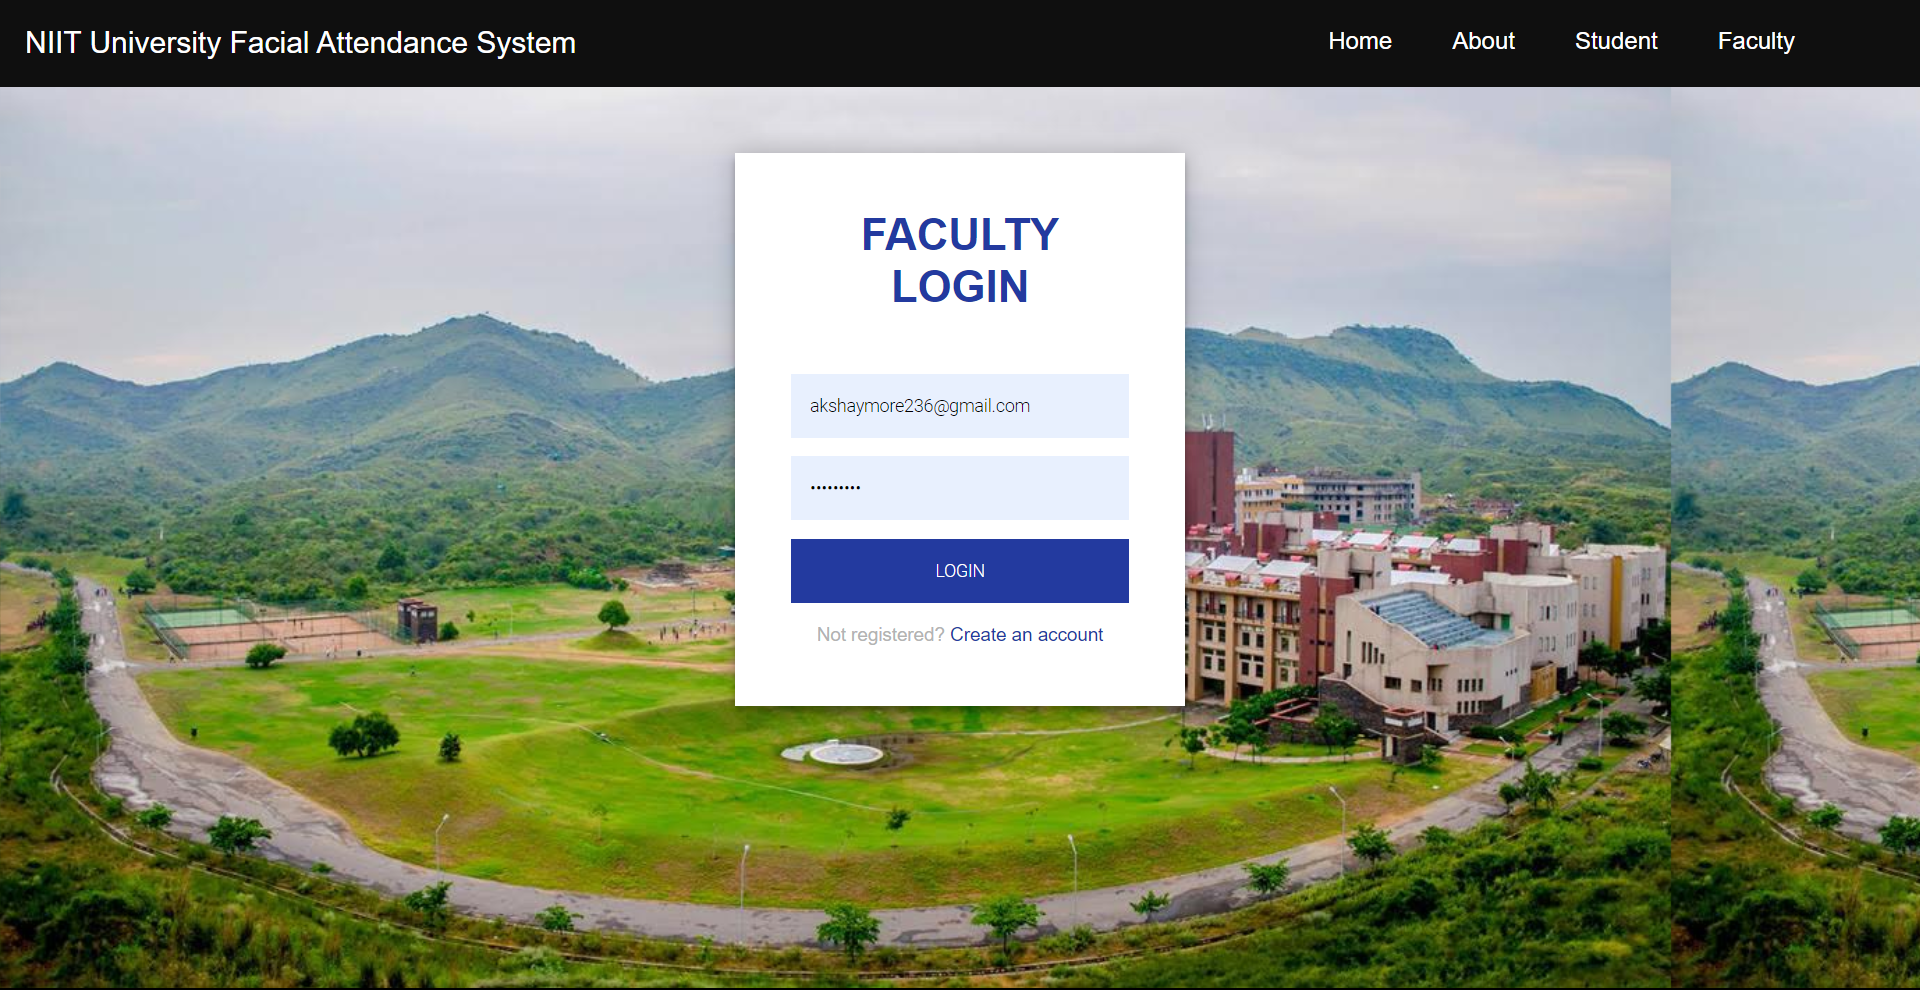 NIIT University Facial Attendance System
Home About Student Faculty
FACULTY
LOGIN
akshaymore236@gmail.com
•••••••••
LOGIN
Not registered? Create an account